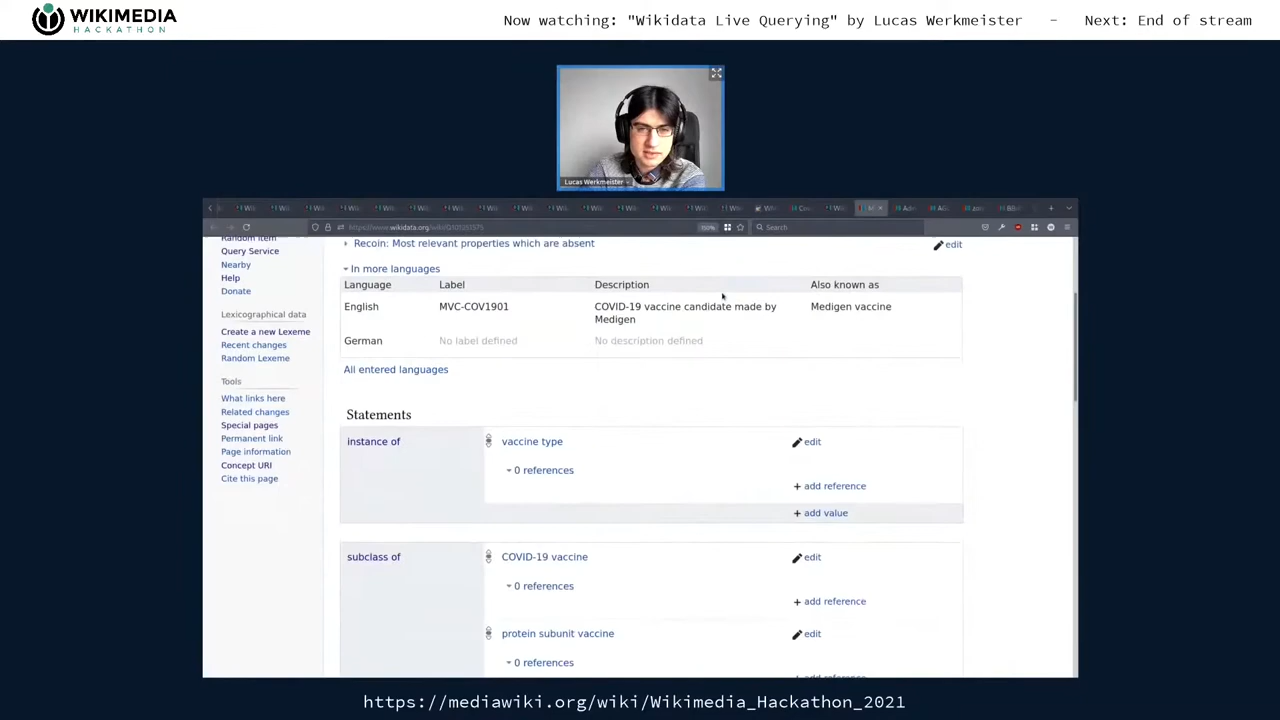 WIKIMEDIA
HACKATHON
Now watching: "Wikidata Live Querying" by Lucas Werkmeister - Next: End of stream
Lucas Werkmeister
150%
Search
Random Item
Query Service
Nearby
Help
Donate
Lexicographical data
Create a new Lexeme
Recent changes
Random Lexeme
Tools
What links here
Related changes
Special pages
Permanent link
Page information
Concept URI
Cite this page
Recoin: Most relevant properties which are absent
edit
In more languages
Language Label Description Also known as
English MVC-COV1901 COVID-19 vaccine candidate made by Medigen vaccine
Medigen
German No label defined No description defined
All entered languages
Statements
instance of vaccine type edit
0 references
+ add reference
+ add value
subclass of COVID-19 vaccine edit
0 references
+ add reference
protein subunit vaccine edit
0 references
https://mediawiki.org/wiki/Wikimedia_Hackathon_2021